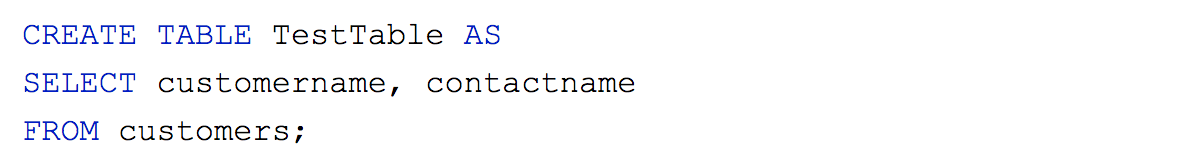 CREATE TABLE TestTable AS
SELECT customername, contactname
FROM customers;